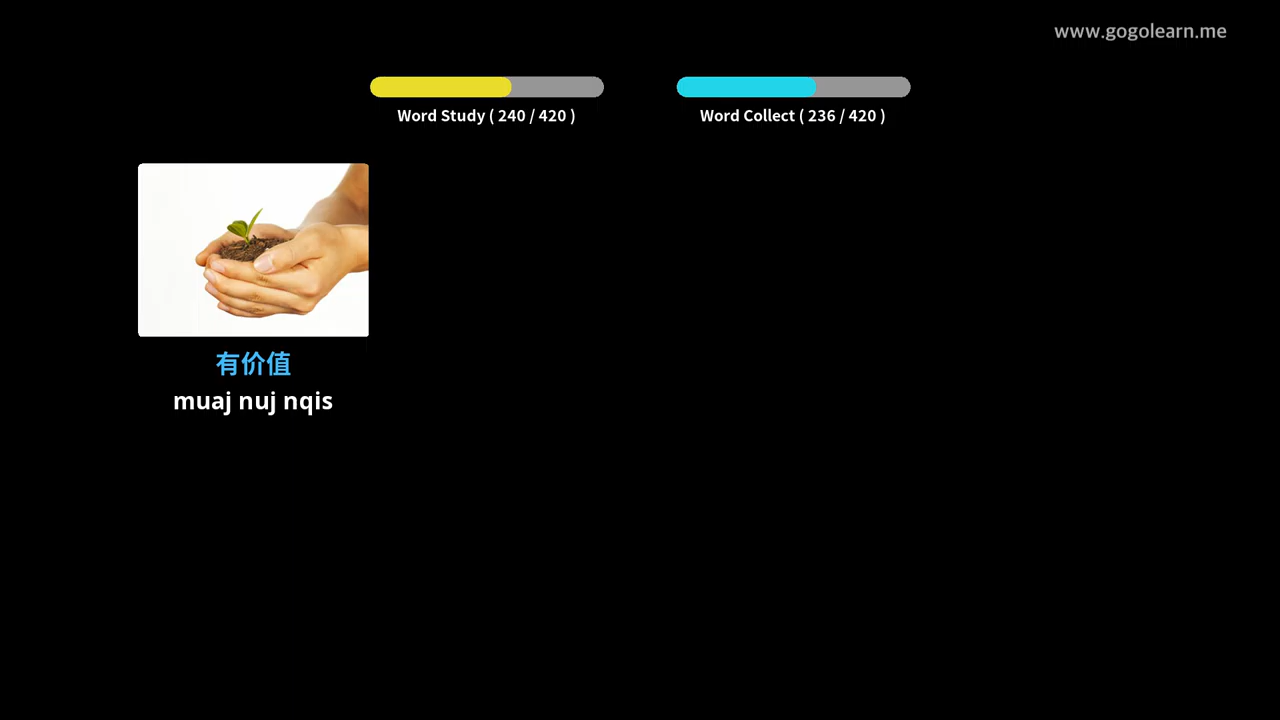 www.gogolearn.me
Word Study ( 240 / 420 )
Word Collect ( 236 / 420 )
有价值
muaj nuj nqis